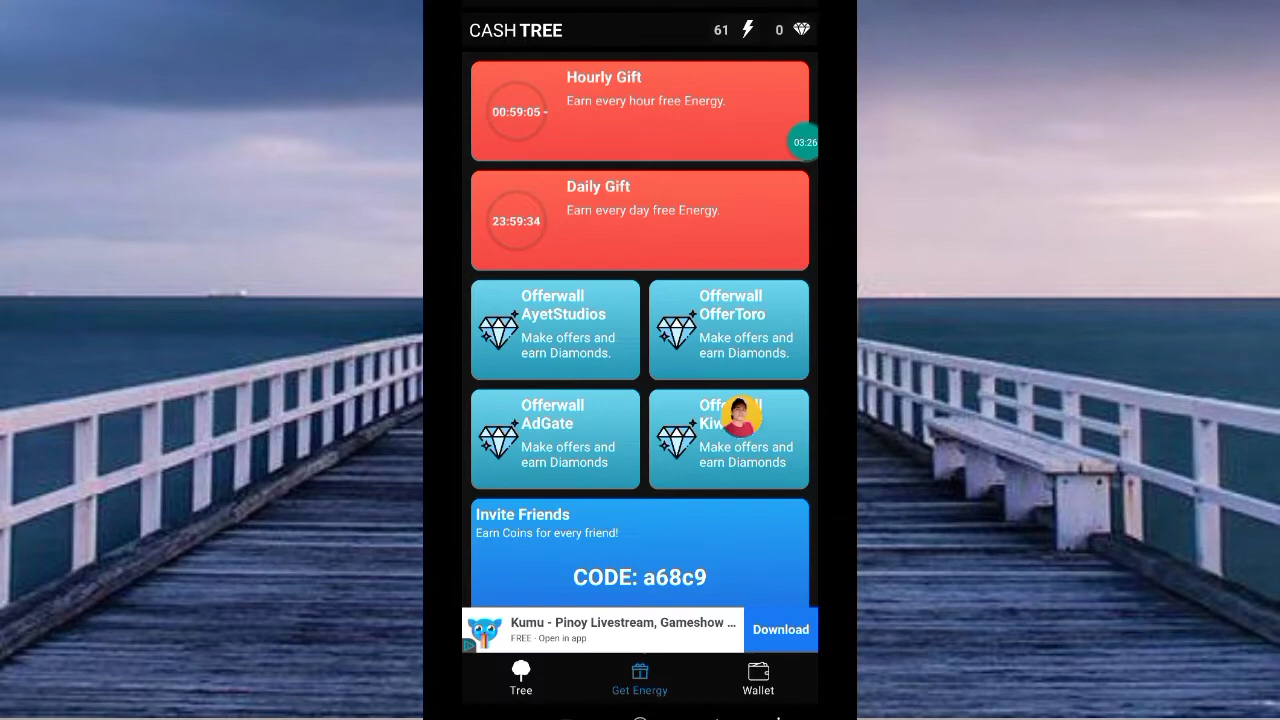 CASH TREE 61 0
Hourly Gift
00:59:05 -
Earn every hour free Energy.
03:26
Daily Gift
23:59:34
Earn every day free Energy.
Offerwall
AyetStudios
Make offers and
earn Diamonds.
Offerwall
OfferToro
Make offers and
earn Diamonds.
Offerwall
AdGate
Make offers and
earn Diamonds
Make offers and
earn Diamonds
Invite Friends
Earn Coins for every friend!
CODE: a68c9
Kumu - Pinoy Livestream, Gameshow ...
FREE · Open in app
Download
Tree
Get Energy
Wallet